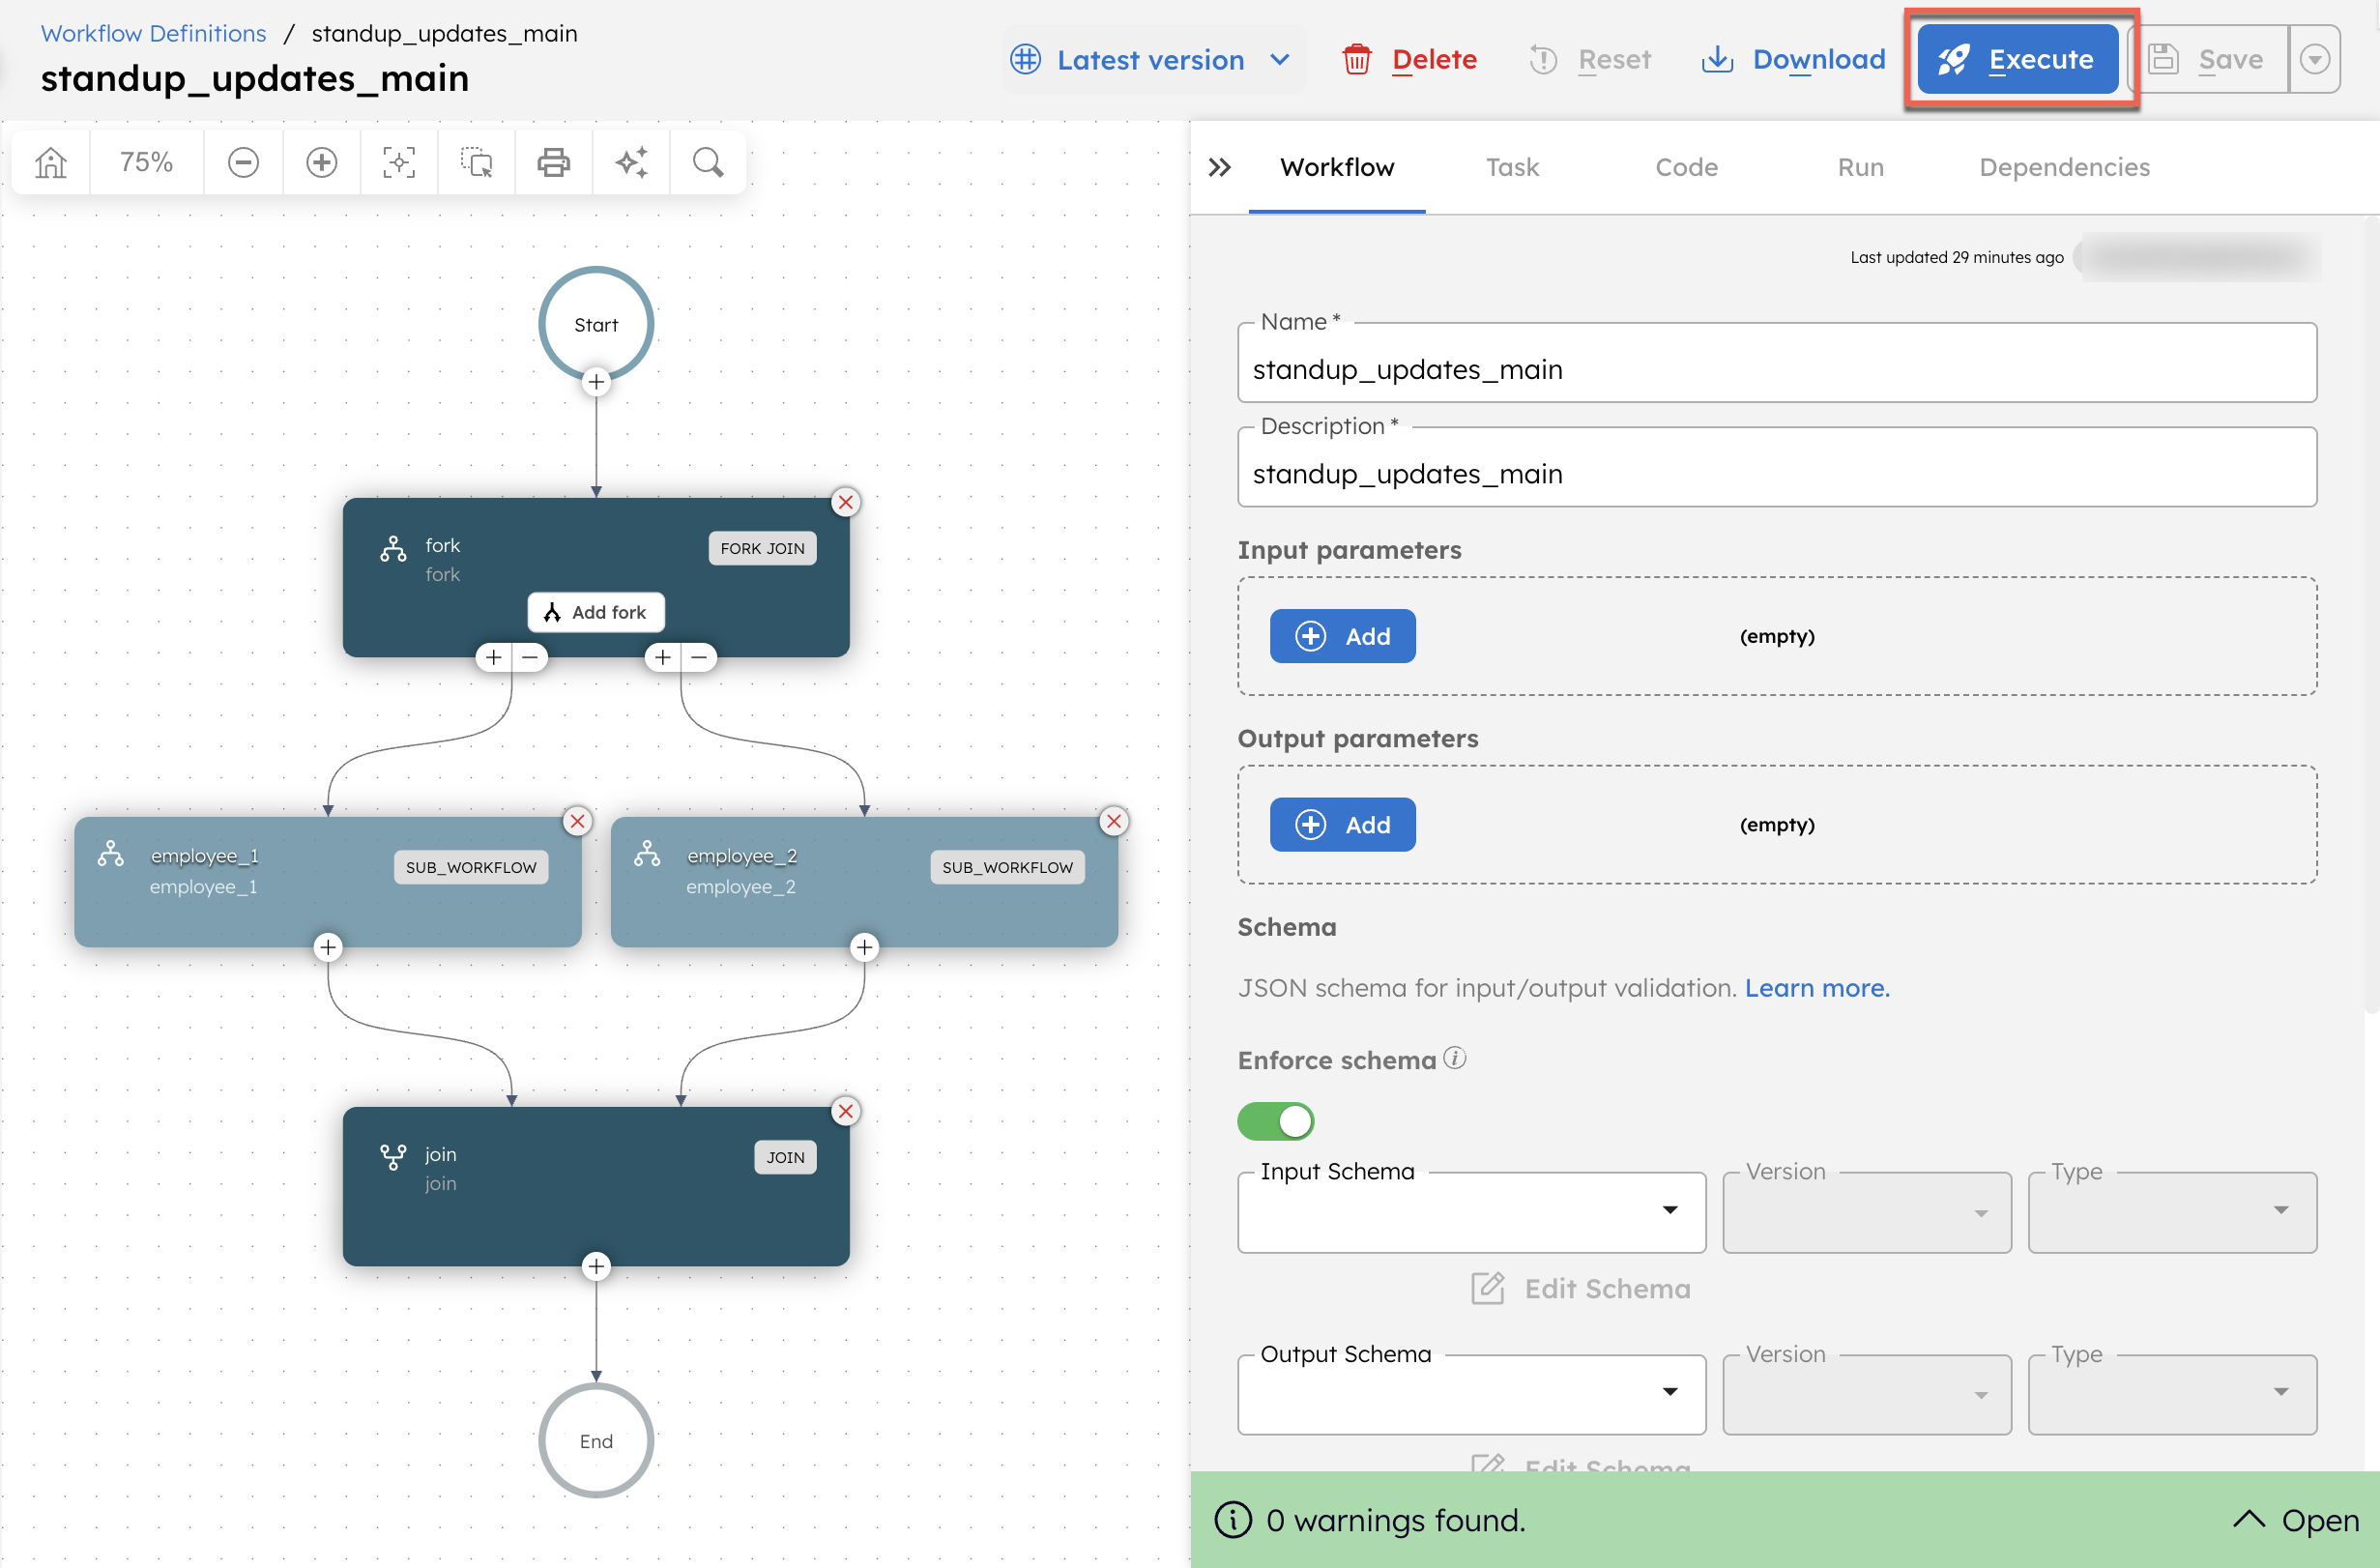 Workflow Definitions / standup_updates_main
standup_updates_main
Latest version
Delete
Reset
Download
Execute
Save
75%
Workflow
Task
Code
Run
Dependencies
Last updated 29 minutes ago
Start
fork
fork
FORK JOIN
Add fork
employee_1
employee_1
SUB_WORKFLOW
employee_2
employee_2
SUB_WORKFLOW
join
join
JOIN
End
Name *
standup_updates_main
Description *
standup_updates_main
Input parameters
Add
(empty)
Output parameters
Add
(empty)
Schema
JSON schema for input/output validation. Learn more.
Enforce schema
Input Schema
Version
Type
Edit Schema
Output Schema
Version
Type
Edit Schema
0 warnings found.
Open